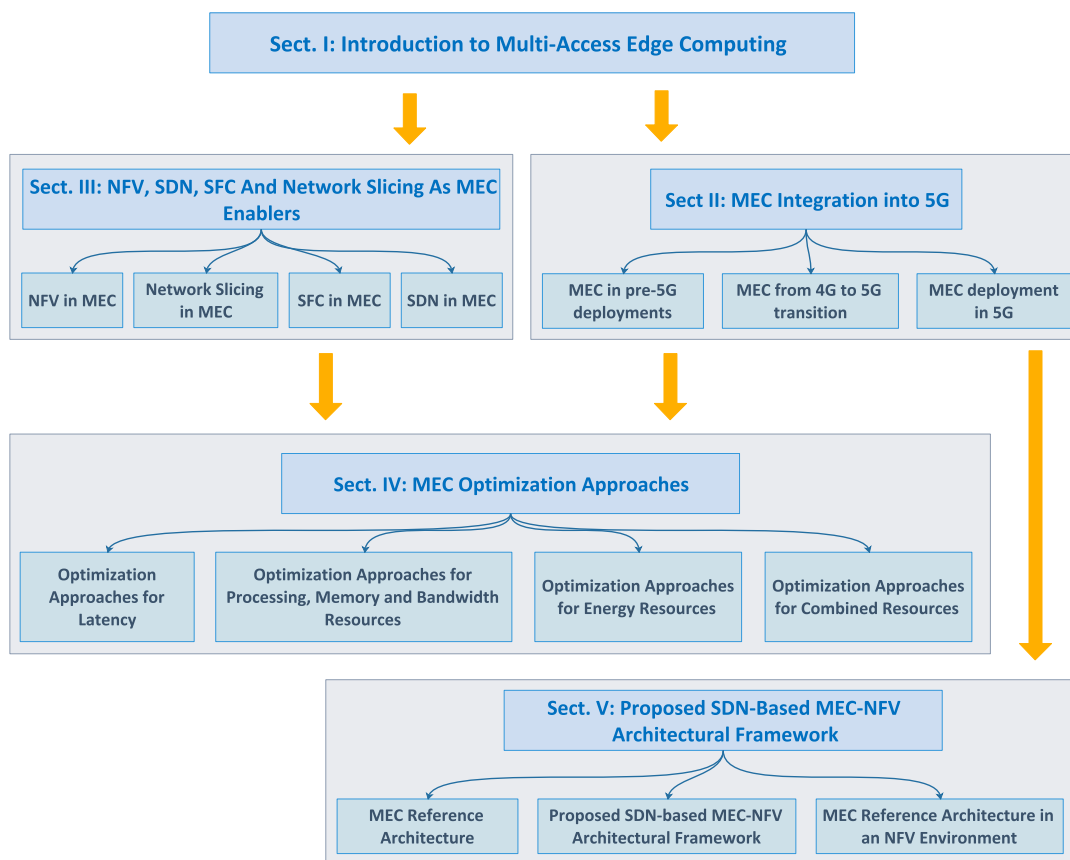 Sect. I: Introduction to Multi-Access Edge Computing
Sect. III: NFV, SDN, SFC And Network Slicing As MEC
Enablers
NFV in MEC
Network Slicing
in MEC
SFC in MEC
SDN in MEC
Sect II: MEC Integration into 5G
MEC in pre-5G
deployments
MEC from 4G to 5G
transition
MEC deployment
in 5G
Sect. IV: MEC Optimization Approaches
Optimization
Approaches for
Latency
Optimization Approaches for
Processing, Memory and Bandwidth
Resources
Optimization Approaches
for Energy Resources
Optimization Approaches
for Combined Resources
Sect. V: Proposed SDN-Based MEC-NFV
Architectural Framework
MEC Reference
Architecture
Proposed SDN-based MEC-NFV
Architectural Framework
MEC Reference Architecture in
an NFV Environment